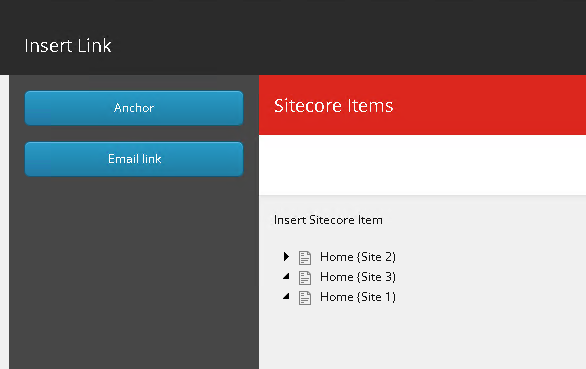 Insert Link
Anchor
Email link
Sitecore Items
Insert Sitecore Item
Home (Site 2)
Home (Site 3)
Home (Site 1)